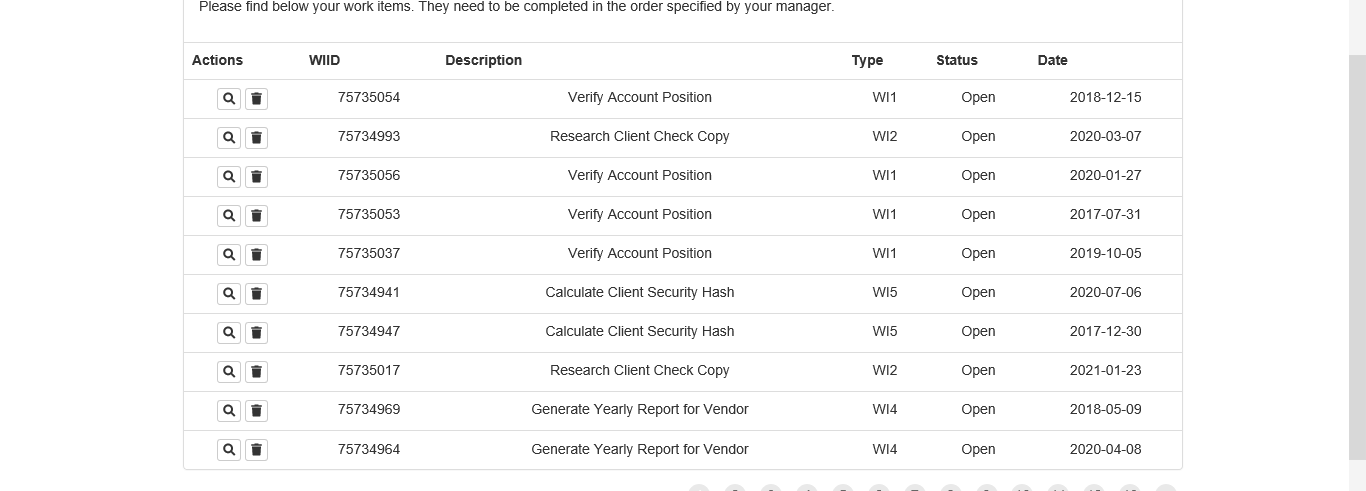 Please find below your work items. They need to be completed in the order specified by your manager.
Actions WIID Description Type Status Date
75735054 Verify Account Position WI1 Open 2018-12-15
75734993 Research Client Check Copy WI2 Open 2020-03-07
75735056 Verify Account Position WI1 Open 2020-01-27
75735053 Verify Account Position WI1 Open 2017-07-31
75735037 Verify Account Position WI1 Open 2019-10-05
75734941 Calculate Client Security Hash WI5 Open 2020-07-06
75734947 Calculate Client Security Hash WI5 Open 2017-12-30
75735017 Research Client Check Copy WI2 Open 2021-01-23
75734969 Generate Yearly Report for Vendor WI4 Open 2018-05-09
75734964 Generate Yearly Report for Vendor WI4 Open 2020-04-08